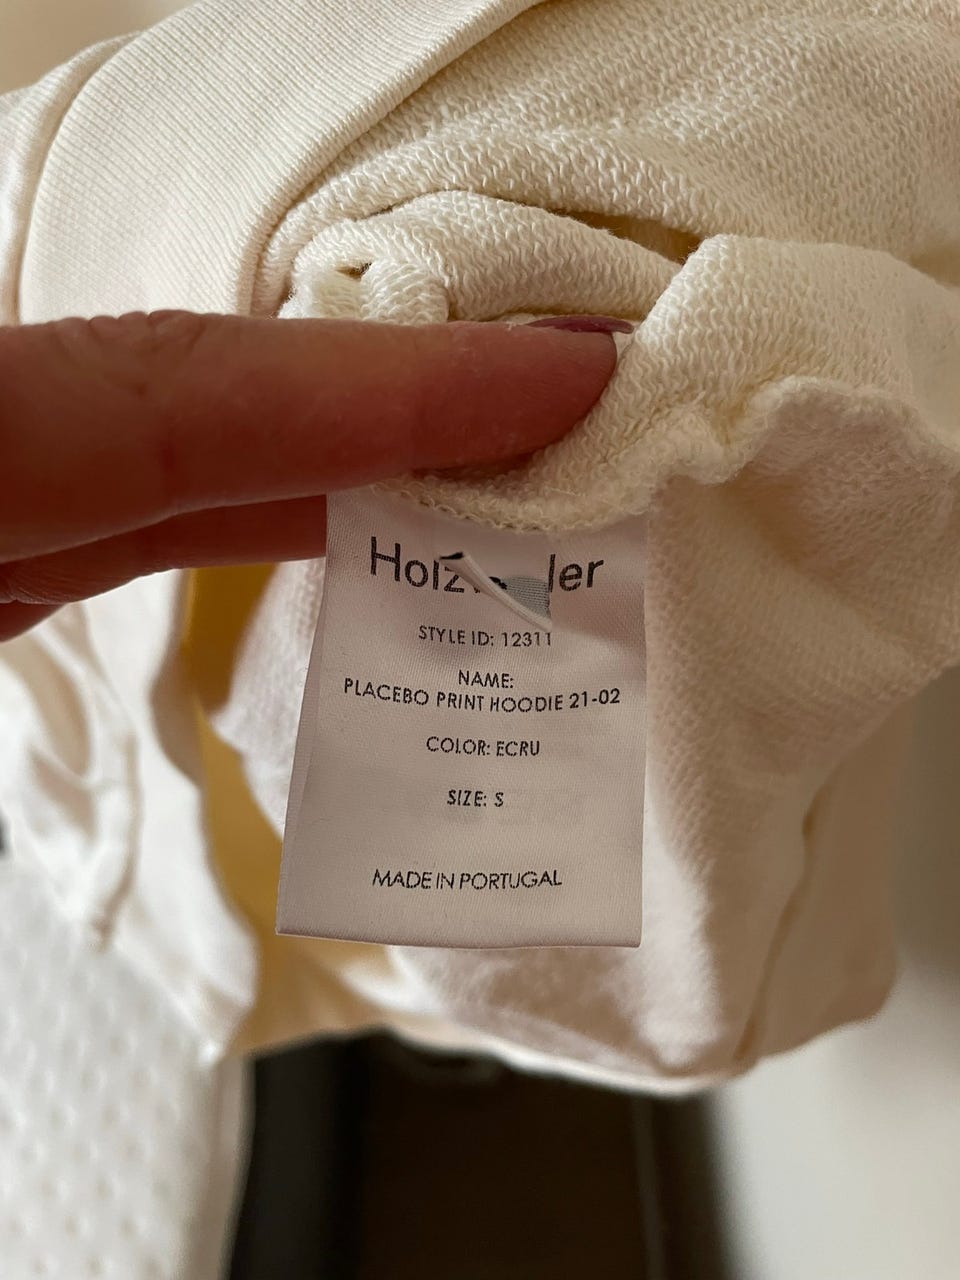 STYLE ID: 12311
NAME:
PLACEBO PRINT HOODIE 21-02
COLOR: ECRU
SIZE: S
MADE IN PORTUGAL